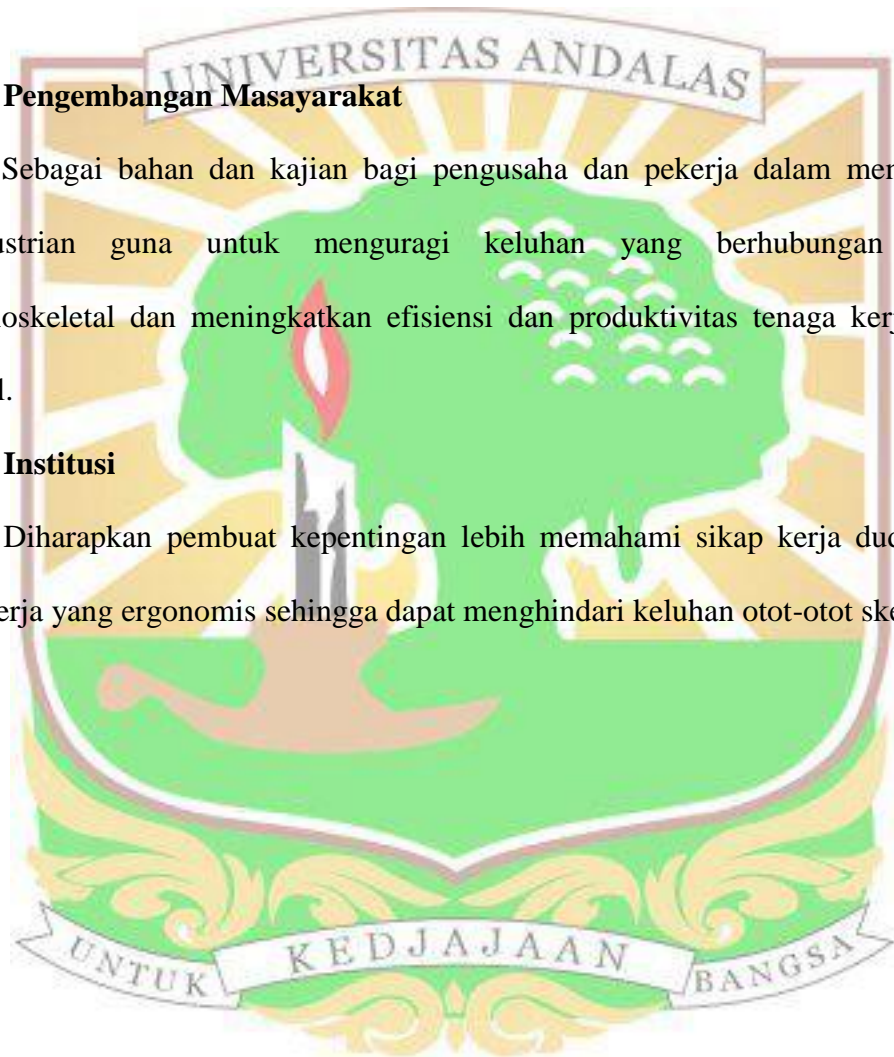 UNIVERSITAS ANDALAS
Pengembangan Masayarakat
Sebagai bahan dan kajian bagi pengusaha dan pekerja dalam men
ustrian guna untuk menguragi keluhan yang berhubungan
oskeletal dan meningkatkan efisiensi dan produktivitas tenaga kerj
l.
Institusi
Diharapkan pembuat kepentingan lebih memahami sikap kerja dud
erja yang ergonomis sehingga dapat menghindari keluhan otot-otot ske
UNTUK KEDJAJAAN BANGSA